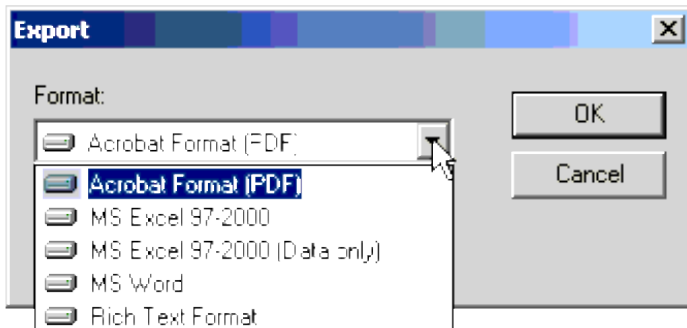 Export
Format:
Acrobat Format (PDF)
OK
Acrobat Format (PDF)
Cancel
MS Excel 97-2000
MS Excel 97-2000 (Data only)
MS Word
Rich Text Format